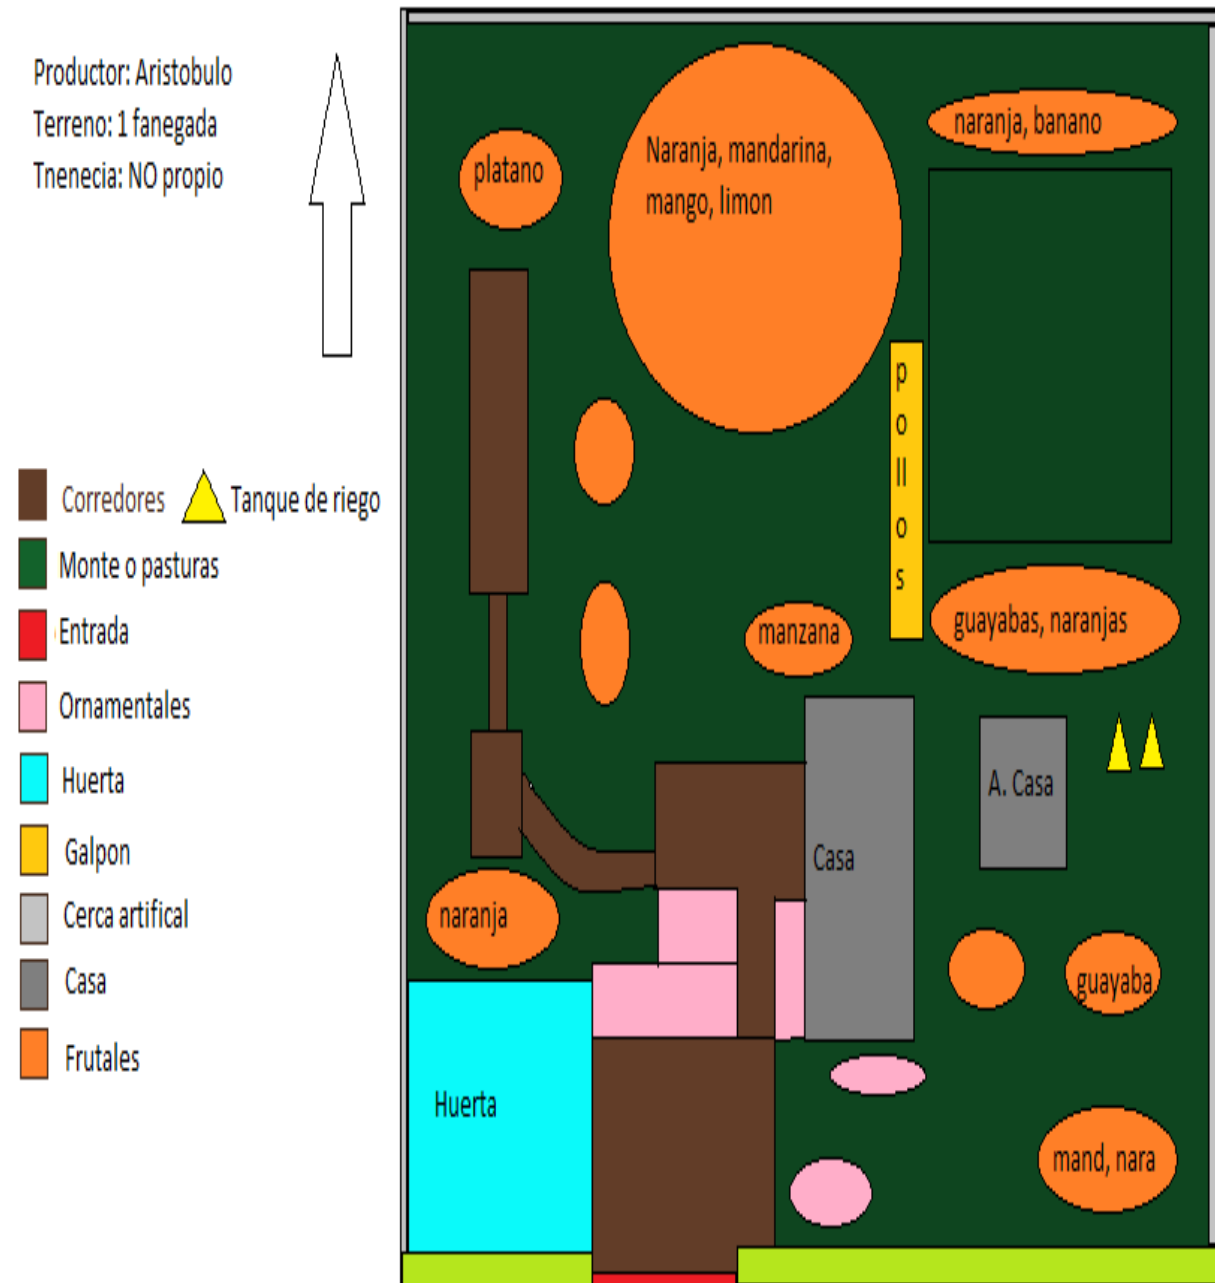 Productor: Aristobulo
Terreno: 1 fanegada
Tnenecia: NO propio
Corredores
Tanque de riego
Monte o pasturas
Entrada
Ornamentales
Huerta
Galpon
Cerca artifical
Casa
Frutales
platano
Naranja, mandarina,
mango, limon
naranja, banano
pollos
manzana
guayabas, naranjas
A. Casa
Casa
naranja
guayaba
Huerta
mand, nara